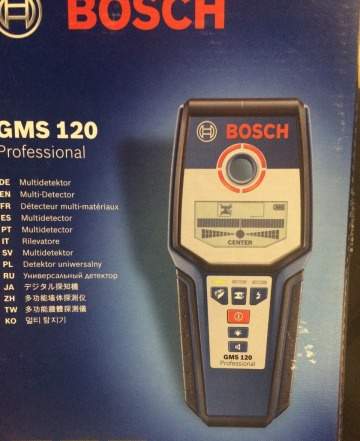 BOSCH
GMS 120
Professional
DE Multidetektor
EN Multi-Detector
FR Détecteur multi-matériaux
ES Multidetector
PT Multidetector
IT Rilevatore
SV Multidetektor
PL Detektor uniwersalny
RU Универсальный детектор
JA デジタル探知機
ZH 多功能墙体探测仪
TW 多功能牆體探測儀
KO 멀티 탐지기
BOSCH
CENTER
GMS 120
Professional